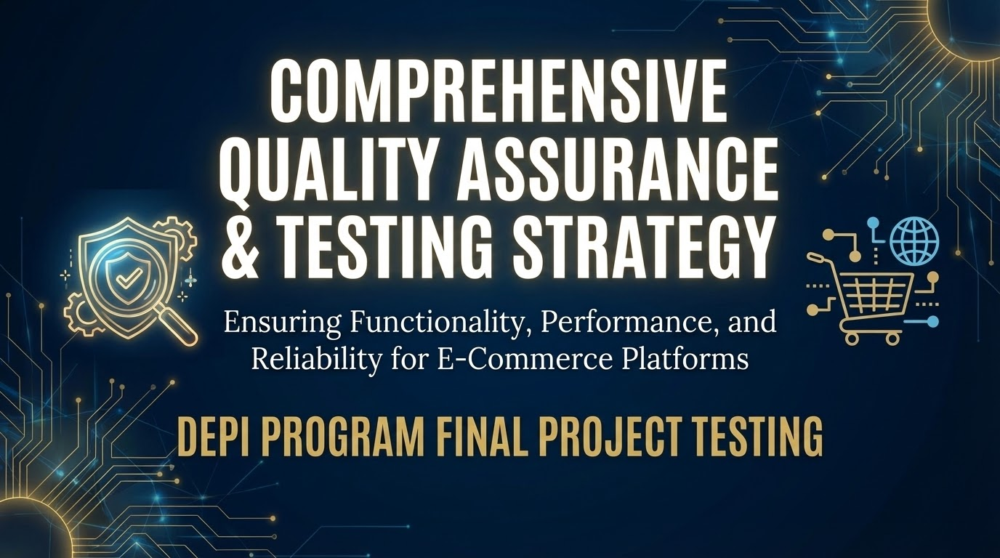 COMPREHENSIVE
QUALITY ASSURANCE
& TESTING STRATEGY
Ensuring Functionality, Performance, and
Reliability for E-Commerce Platforms
DEPI PROGRAM FINAL PROJECT TESTING